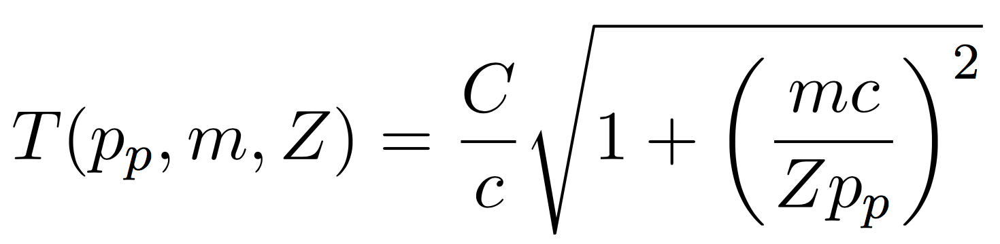 T(p_p, m, Z) = \frac{C}{c} \sqrt{1 + \left( \frac{mc}{Zp_p} \right)^2}